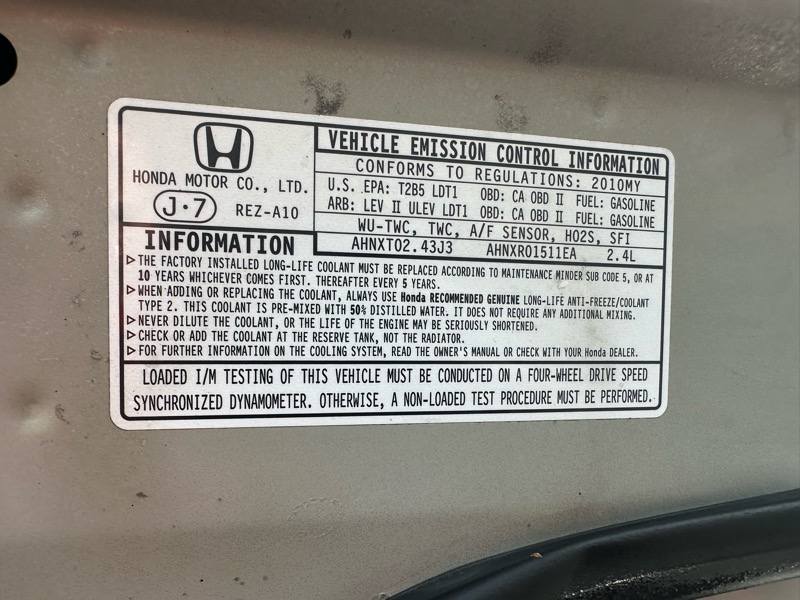 VEHICLE EMISSION CONTROL INFORMATION
CONFORMS TO REGULATIONS: 2010MY
U.S. EPA: T2B5 LDT1 OBD: CA OBD II FUEL: GASOLINE
ARB: LEV II ULEV LDT1 OBD: CA OBD II FUEL: GASOLINE
WU-TWC, TWC, A/F SENSOR, HO2S, SFI
AHNXT02.43J3 AHNXR01511EA 2.4L
HONDA MOTOR CO., LTD.
J·7 REZ-A10
INFORMATION
▷THE FACTORY INSTALLED LONG-LIFE COOLANT MUST BE REPLACED ACCORDING TO MAINTENANCE MINDER SUB CODE 5, OR AT
10 YEARS WHICHEVER COMES FIRST. THEREAFTER EVERY 5 YEARS.
▷WHEN ADDING OR REPLACING THE COOLANT, ALWAYS USE Honda RECOMMENDED GENUINE LONG-LIFE ANTI-FREEZE/COOLANT
TYPE 2. THIS COOLANT IS PRE-MIXED WITH 50% DISTILLED WATER. IT DOES NOT REQUIRE ANY ADDITIONAL MIXING.
▷NEVER DILUTE THE COOLANT, OR THE LIFE OF THE ENGINE MAY BE SERIOUSLY SHORTENED.
▷CHECK OR ADD THE COOLANT AT THE RESERVE TANK, NOT THE RADIATOR.
▷FOR FURTHER INFORMATION ON THE COOLING SYSTEM, READ THE OWNER'S MANUAL OR CHECK WITH YOUR Honda DEALER.
LOADED I/M TESTING OF THIS VEHICLE MUST BE CONDUCTED ON A FOUR-WHEEL DRIVE SPEED
SYNCHRONIZED DYNAMOMETER. OTHERWISE, A NON-LOADED TEST PROCEDURE MUST BE PERFORMED.